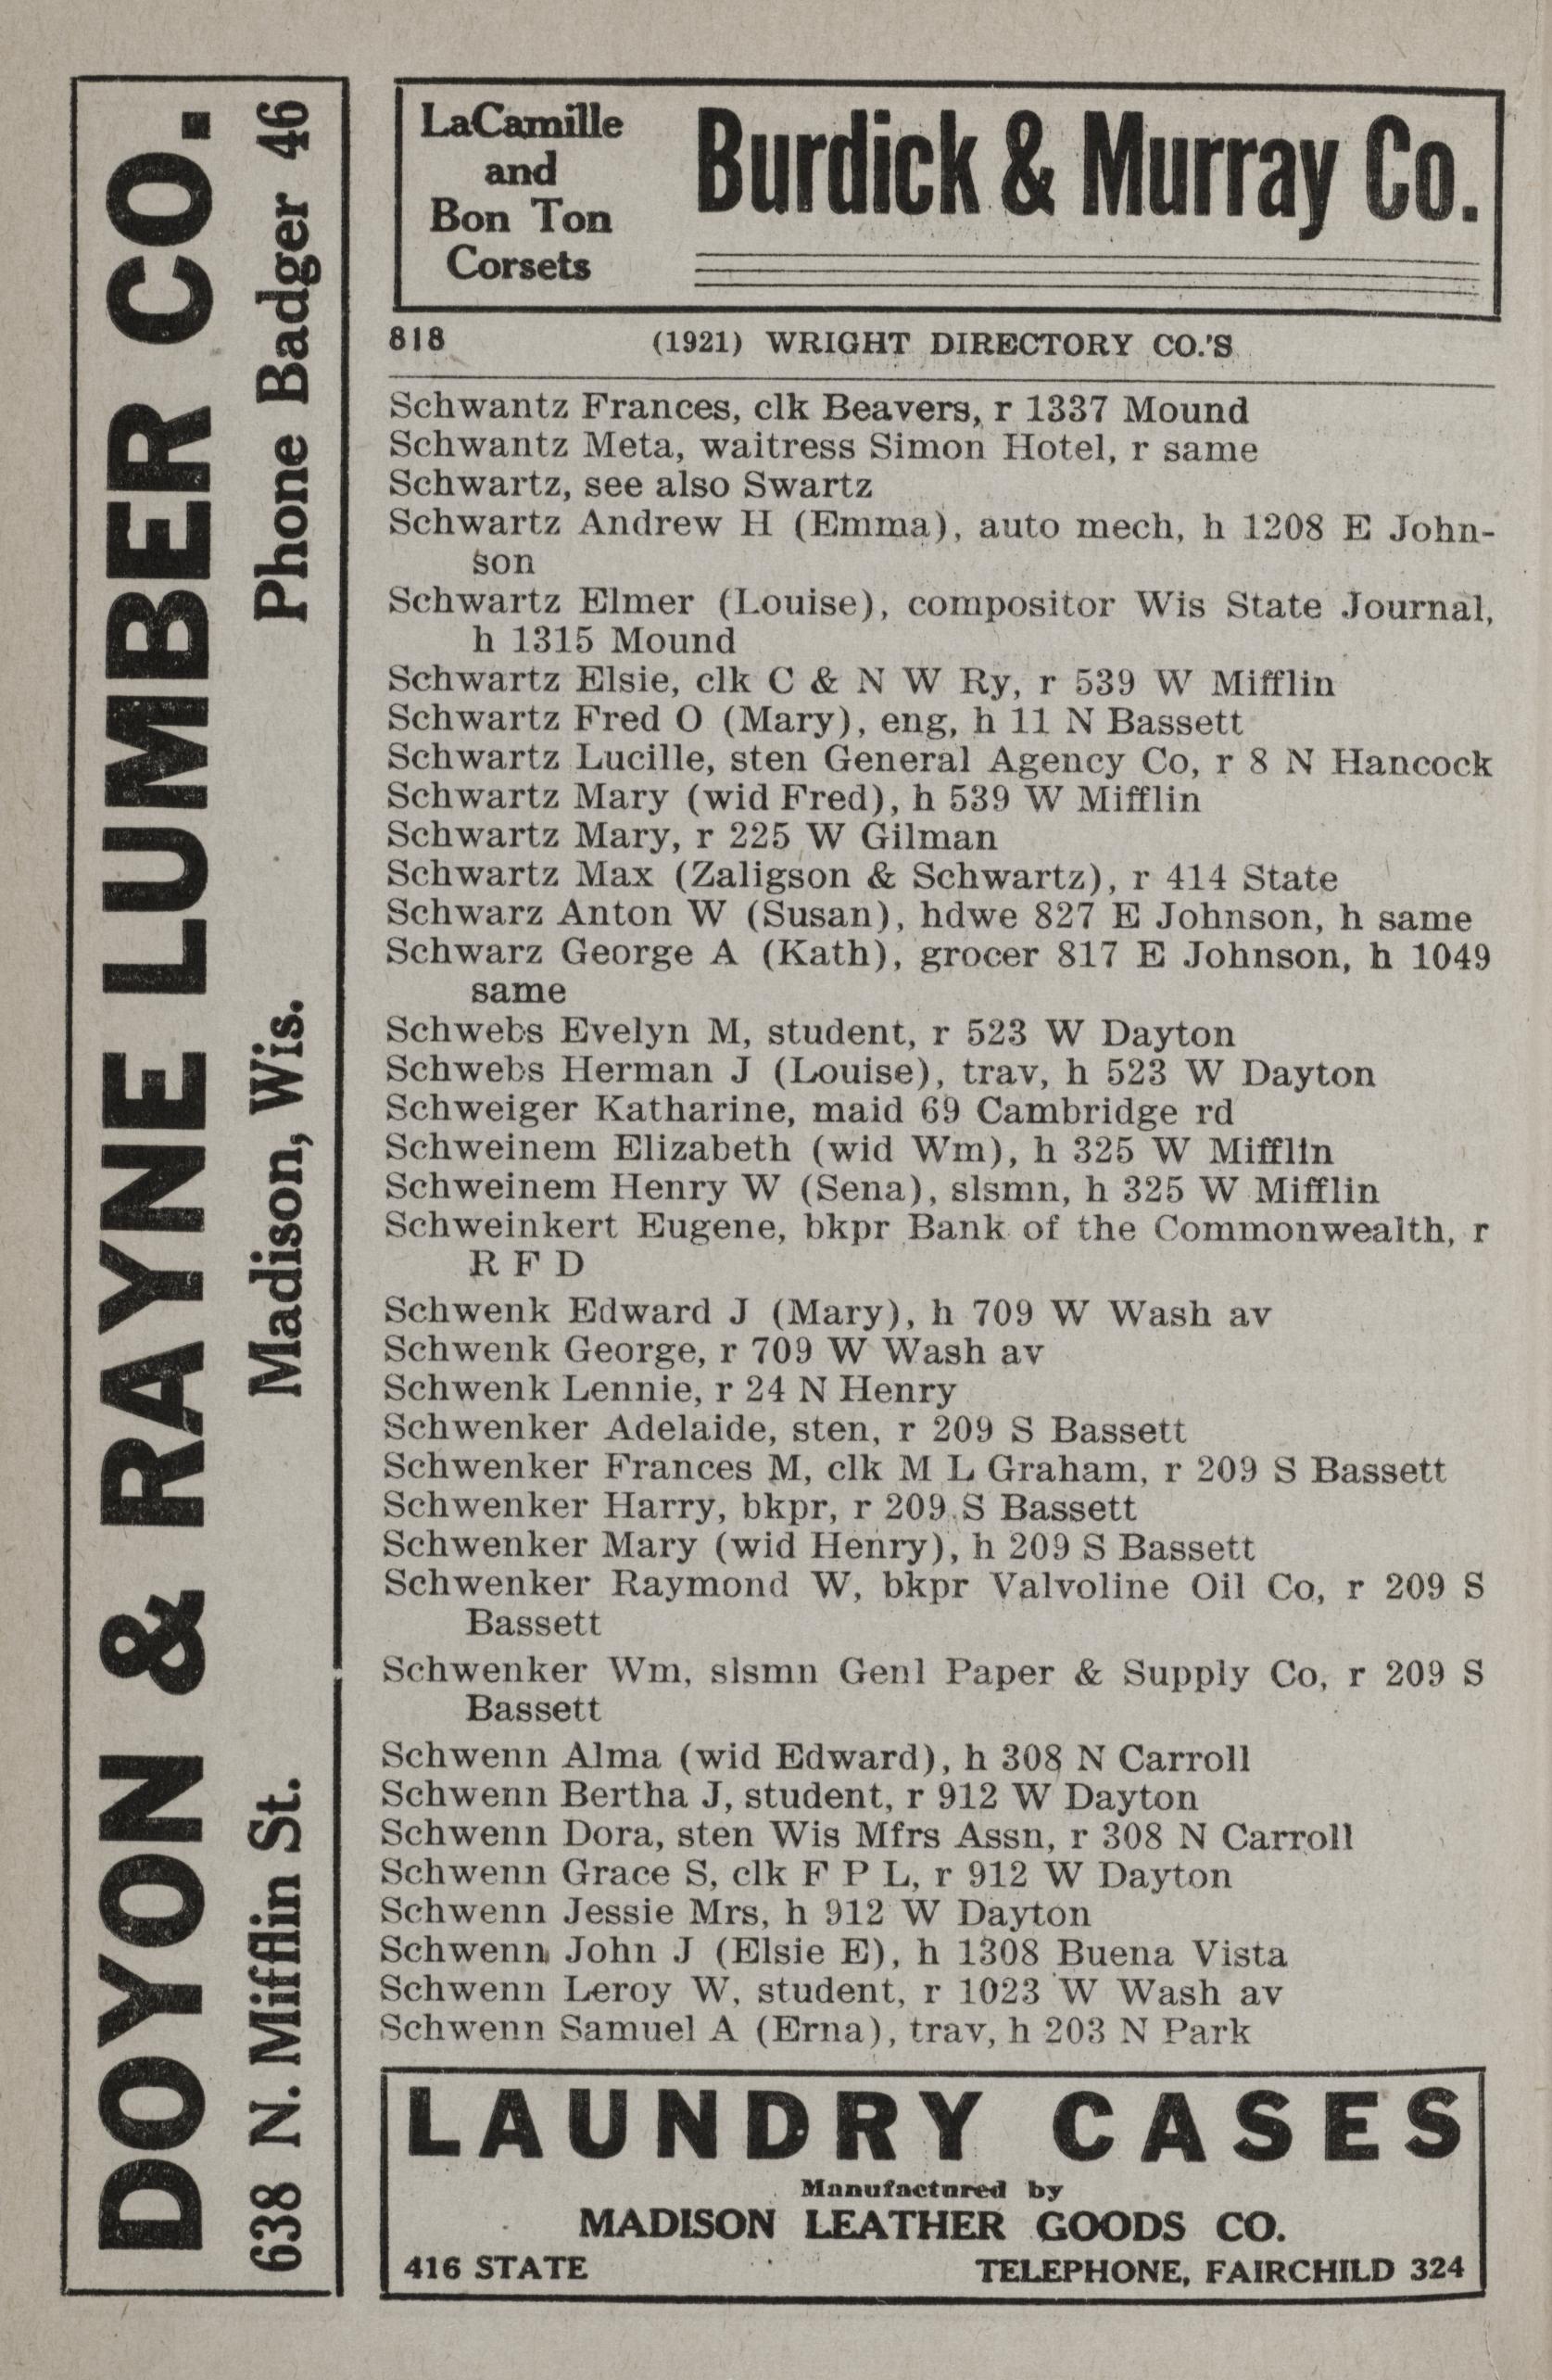 DOYON & RAYNE LUMBER CO.
638 N. Mifflin St. Madison, Wis. Phone Badger 46
LaCamille
and
Bon Ton
Corsets
Burdick & Murray Co.
818 (1921) WRIGHT DIRECTORY CO.'S
Schwantz Frances, clk Beavers, r 1337 Mound
Schwantz Meta, waitress Simon Hotel, r same
Schwartz, see also Swartz
Schwartz Andrew H (Emma), auto mech, h 1208 E John-
son
Schwartz Elmer (Louise), compositor Wis State Journal,
h 1315 Mound
Schwartz Elsie, clk C & N W Ry, r 539 W Mifflin
Schwartz Fred O (Mary), eng, h 11 N Bassett
Schwartz Lucille, sten General Agency Co, r 8 N Hancock
Schwartz Mary (wid Fred), h 539 W Mifflin
Schwartz Mary, r 225 W Gilman
Schwartz Max (Zaligson & Schwartz), r 414 State
Schwarz Anton W (Susan), hdwe 827 E Johnson, h same
Schwarz George A (Kath), grocer 817 E Johnson, h 1049
same
Schwebs Evelyn M, student, r 523 W Dayton
Schwebs Herman J (Louise), trav, h 523 W Dayton
Schweiger Katharine, maid 69 Cambridge rd
Schweinem Elizabeth (wid Wm), h 325 W Mifflin
Schweinem Henry W (Sena), slsmn, h 325 W Mifflin
Schweinkert Eugene, bkpr Bank of the Commonwealth, r
R F D
Schwenk Edward J (Mary), h 709 W Wash av
Schwenk George, r 709 W Wash av
Schwenk Lennie, r 24 N Henry
Schwenker Adelaide, sten, r 209 S Bassett
Schwenker Frances M, clk M L Graham, r 209 S Bassett
Schwenker Harry, bkpr, r 209 S Bassett
Schwenker Mary (wid Henry), h 209 S Bassett
Schwenker Raymond W, bkpr Valvoline Oil Co, r 209 S
Bassett
Schwenker Wm, slsmn Genl Paper & Supply Co, r 209 S
Bassett
Schwenn Alma (wid Edward), h 308 N Carroll
Schwenn Bertha J, student, r 912 W Dayton
Schwenn Dora, sten Wis Mfrs Assn, r 308 N Carroll
Schwenn Grace S, clk F P L, r 912 W Dayton
Schwenn Jessie Mrs, h 912 W Dayton
Schwenn John J (Elsie E), h 1308 Buena Vista
Schwenn Leroy W, student, r 1023 W Wash av
Schwenn Samuel A (Erna), trav, h 203 N Park
LAUNDRY CASES
Manufactured by
MADISON LEATHER GOODS CO.
416 STATE TELEPHONE, FAIRCHILD 324